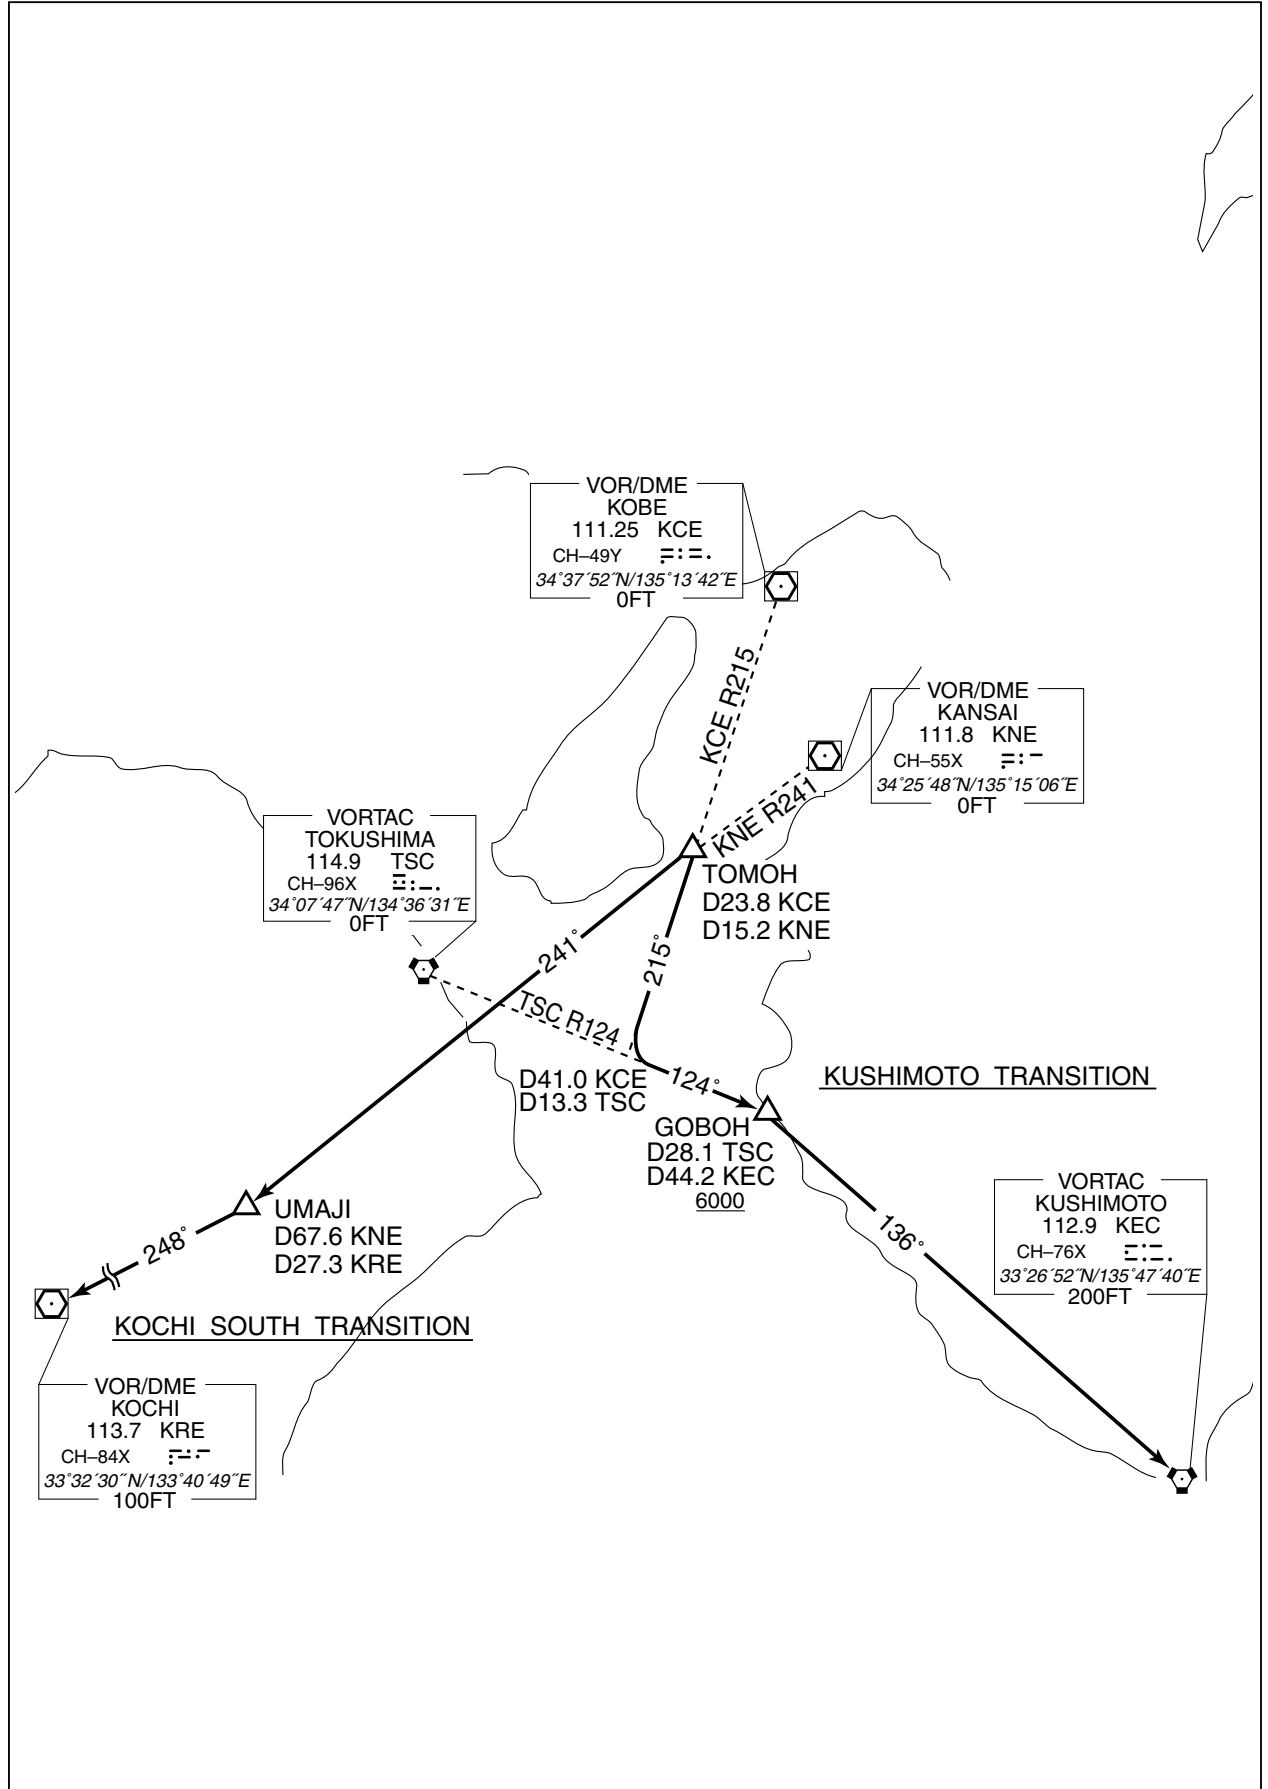 VOR/DME
KOBE
111.25 KCE
CH–49Y
34°37´52˝N/135°13´42˝E
0FT
KCE R215
VOR/DME
KANSAI
111.8 KNE
CH–55X
34°25´48˝N/135°15´06˝E
0FT
KNE R241
VORTAC
TOKUSHIMA
114.9 TSC
CH–96X
34°07´47˝N/134°36´31˝E
0FT
TOMOH
D23.8 KCE
D15.2 KNE
241°
215°
TSC R124
D41.0 KCE
D13.3 TSC
124°
KUSHIMOTO TRANSITION
GOBOH
D28.1 TSC
D44.2 KEC
6000
VORTAC
KUSHIMOTO
112.9 KEC
CH–76X
33°26´52˝N/135°47´40˝E
200FT
136°
UMAJI
D67.6 KNE
D27.3 KRE
248°
KOCHI SOUTH TRANSITION
VOR/DME
KOCHI
113.7 KRE
CH–84X
33°32´30˝N/133°40´49˝E
100FT